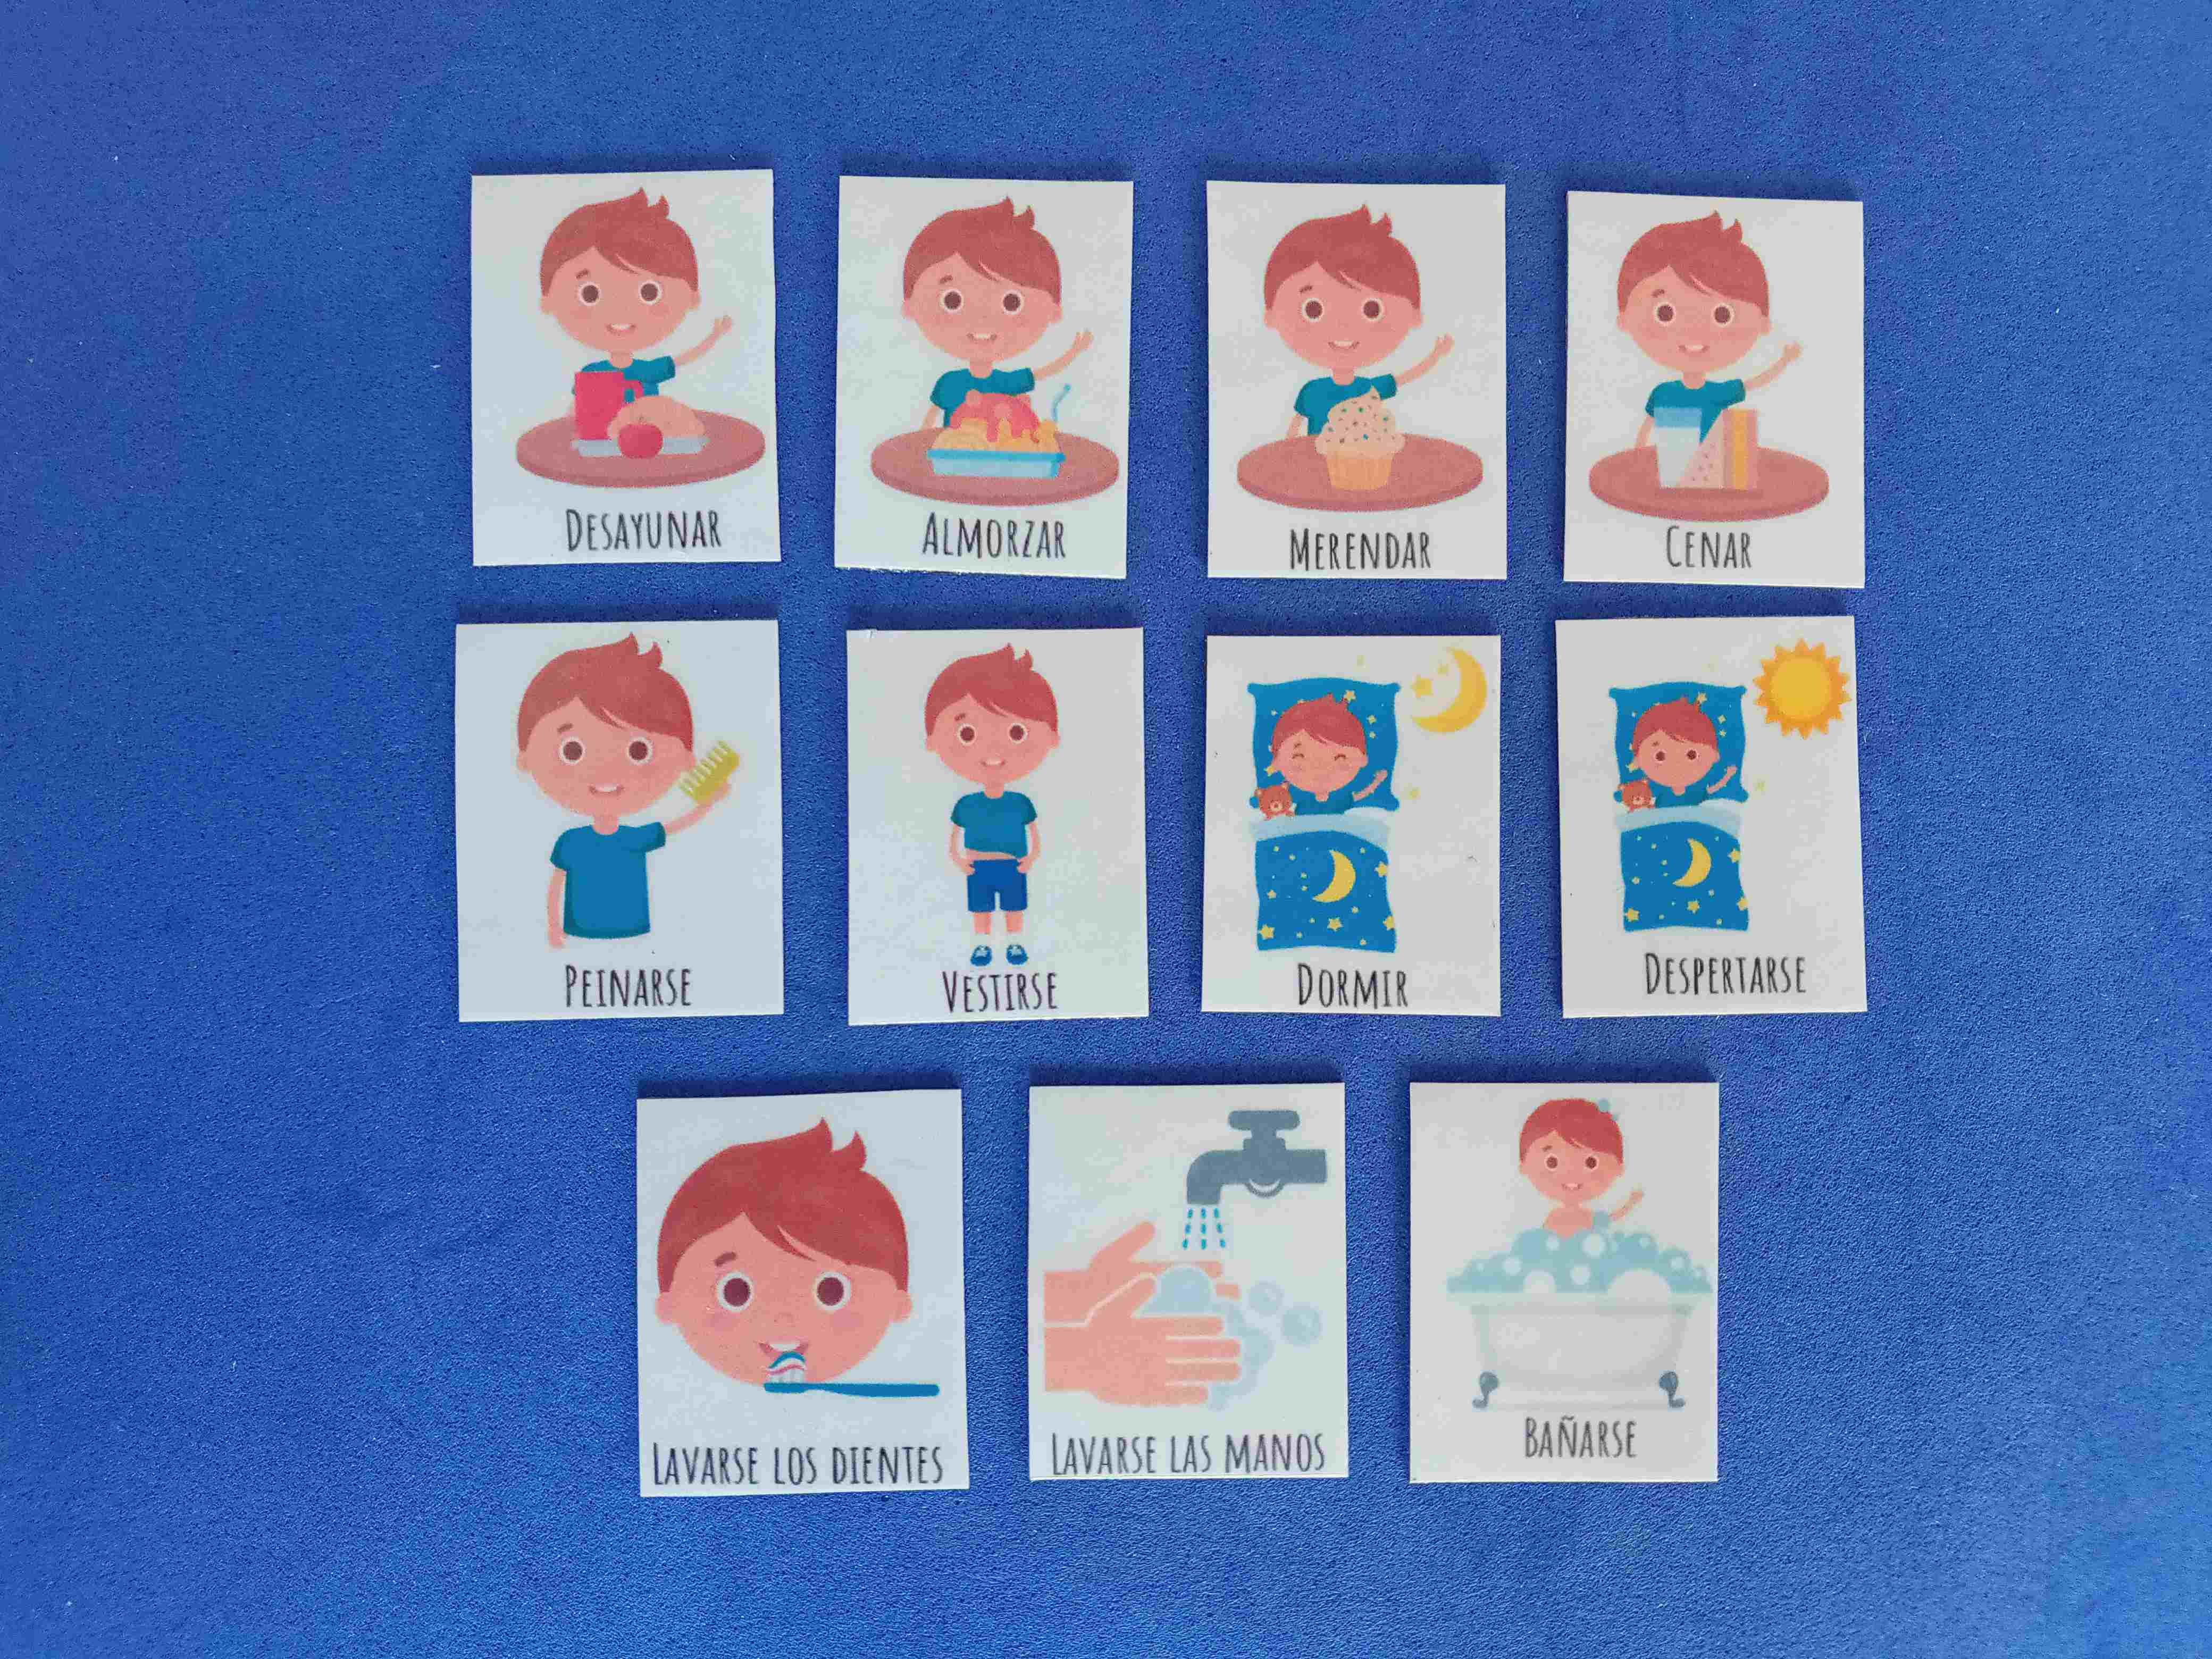 Desayunar
Almorzar
Merendar
Cenar
Peinarse
Vestirse
Dormir
Despertarse
Lavarse los dientes
Lavarse las manos
Bañarse